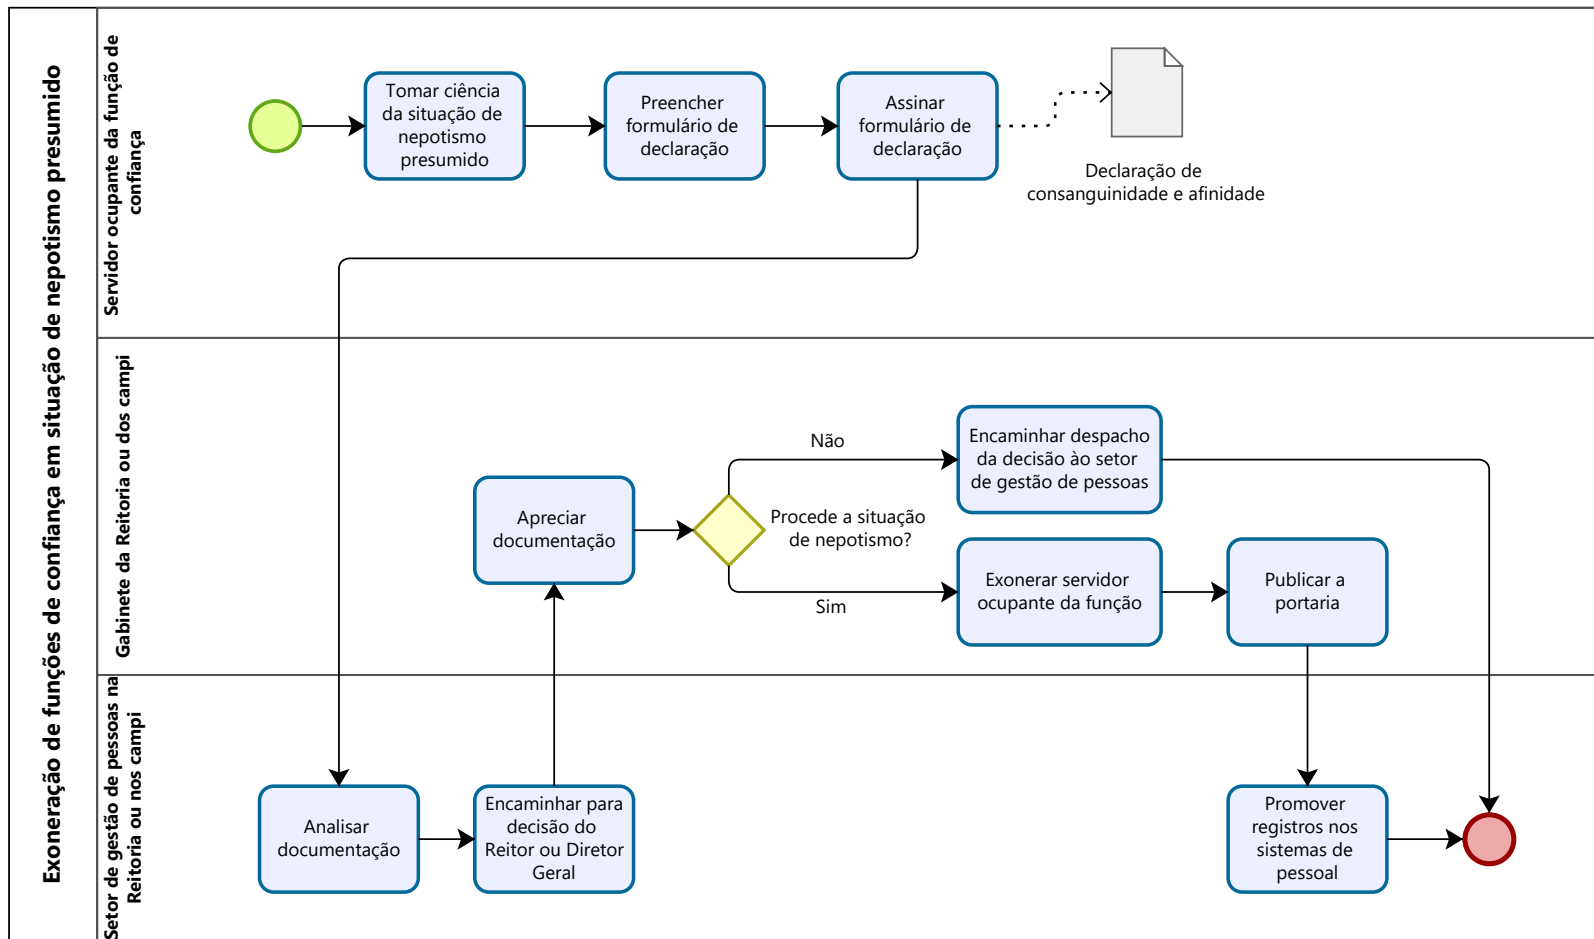 Exoneração de funções de confiança em situação de nepotismo presumido
Servidor ocupante da função de
confiança
Tomar ciência
da situação de
nepotismo
presumido
Preencher
formulário de
declaração
Assinar
formulário de
declaração
Declaração de
consanguinidade e afinidade
Gabinete da Reitoria ou dos campi
Apreciar
documentação
Procede a situação
de nepotismo?
Não
Sim
Encaminhar despacho
da decisão ào setor
de gestão de pessoas
Exonerar servidor
ocupante da função
Publicar a
portaria
Setor de gestão de pessoas na
Reitoria ou nos campi
Analisar
documentação
Encaminhar para
decisão do
Reitor ou Diretor
Geral
Promover
registros nos
sistemas de
pessoal